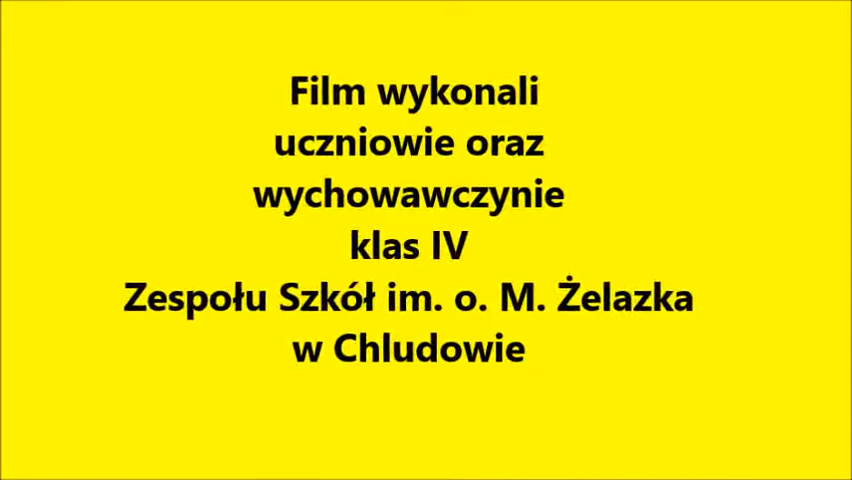 Film wykonali
uczniowie oraz
wychowawczynie
klas IV
Zespołu Szkół im. o. M. Żelazka
w Chludowie